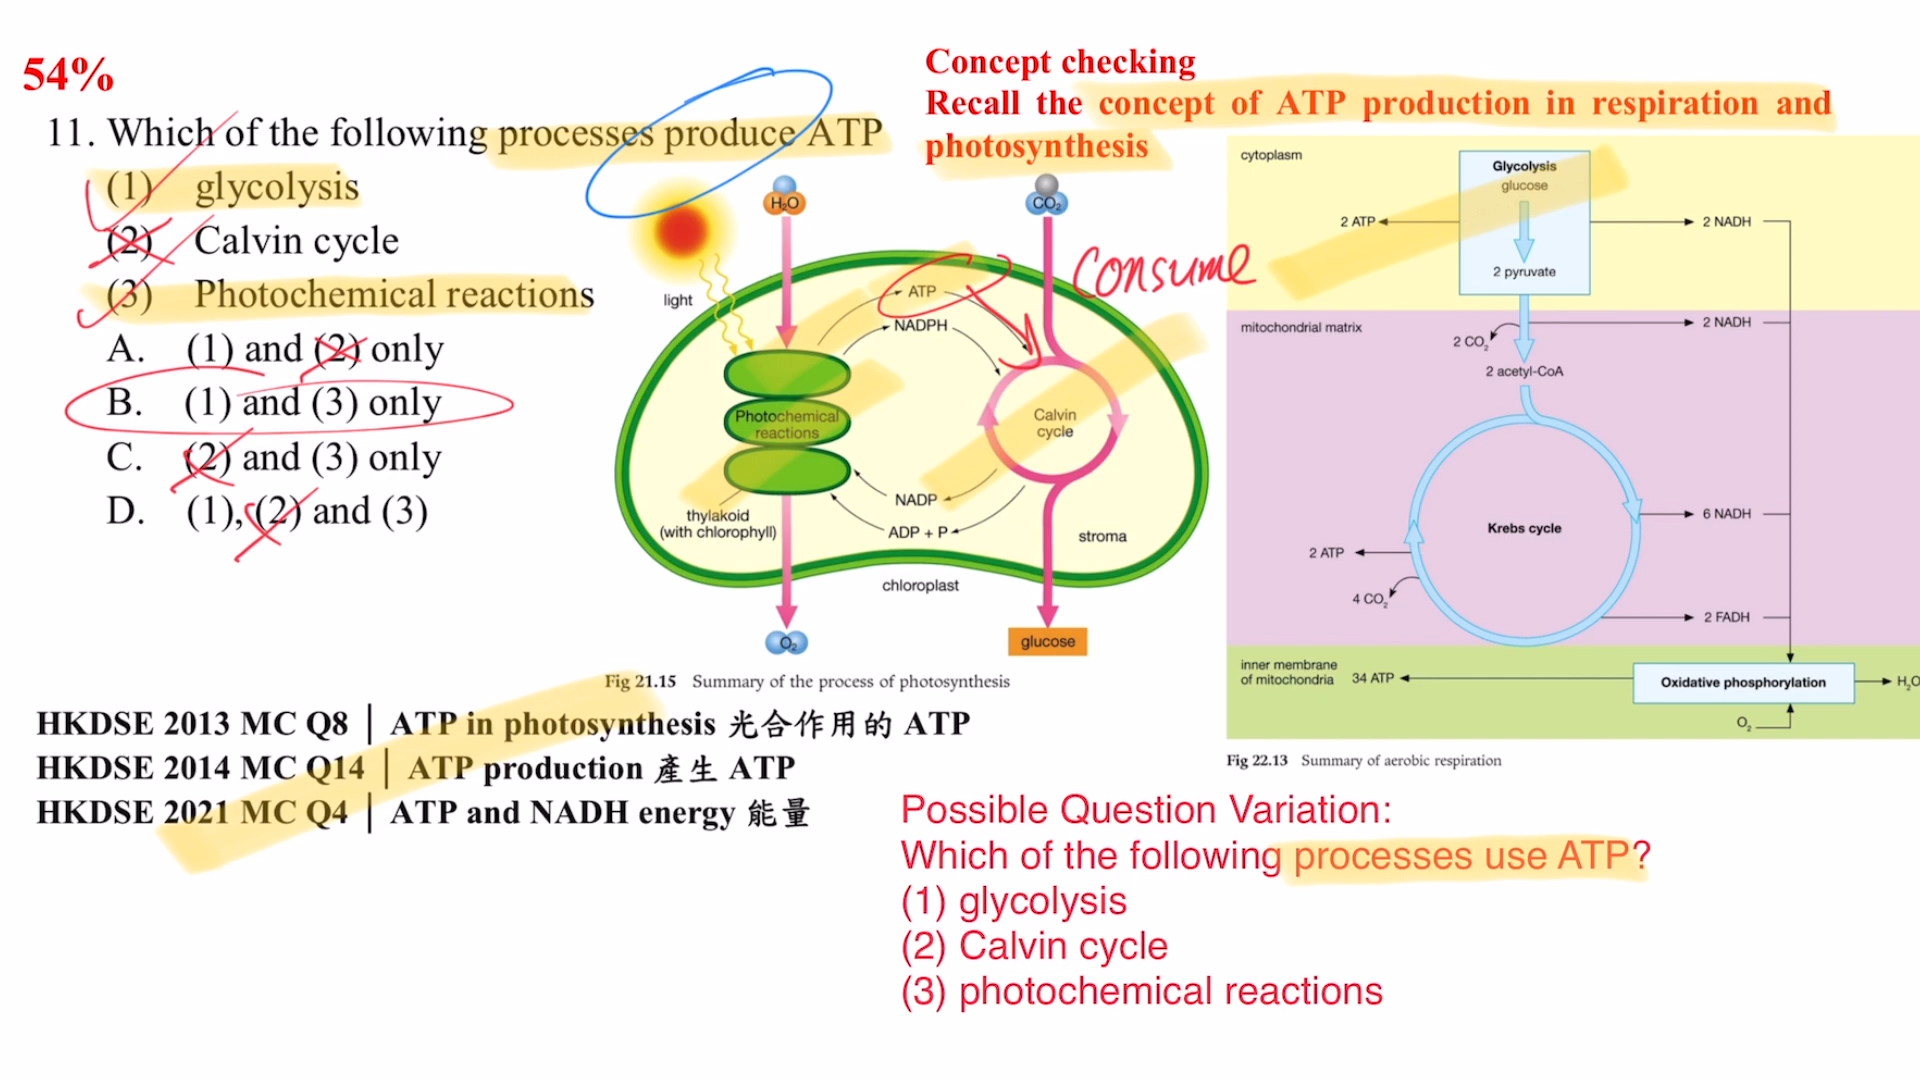 54%
11. Which of the following processes produce ATP
(1) glycolysis
(2) Calvin cycle
(3) Photochemical reactions
A. (1) and (2) only
B. (1) and (3) only
C. (2) and (3) only
D. (1), (2) and (3)
Concept checking
Recall the concept of ATP production in respiration and
photosynthesis
H₂O
CO₂
consume
light
ATP
NADPH
Photochemical
reactions
Calvin
cycle
NADP
thylakoid
(with chlorophyll)
ADP + P
stroma
chloroplast
O₂
glucose
Fig 21.15 Summary of the process of photosynthesis
cytoplasm
Glycolysis
glucose
2 ATP
2 NADH
2 pyruvate
mitochondrial matrix
2 NADH
2 CO₂
2 acetyl-CoA
6 NADH
Krebs cycle
2 ATP
4 CO₂
2 FADH
inner membrane
of mitochondria
34 ATP
Oxidative phosphorylation
H₂O
O₂
Fig 22.13 Summary of aerobic respiration
HKDSE 2013 MC Q8 | ATP in photosynthesis 光合作用的 ATP
HKDSE 2014 MC Q14 | ATP production 產生 ATP
HKDSE 2021 MC Q4 | ATP and NADH energy 能量
Possible Question Variation:
Which of the following processes use ATP?
(1) glycolysis
(2) Calvin cycle
(3) photochemical reactions